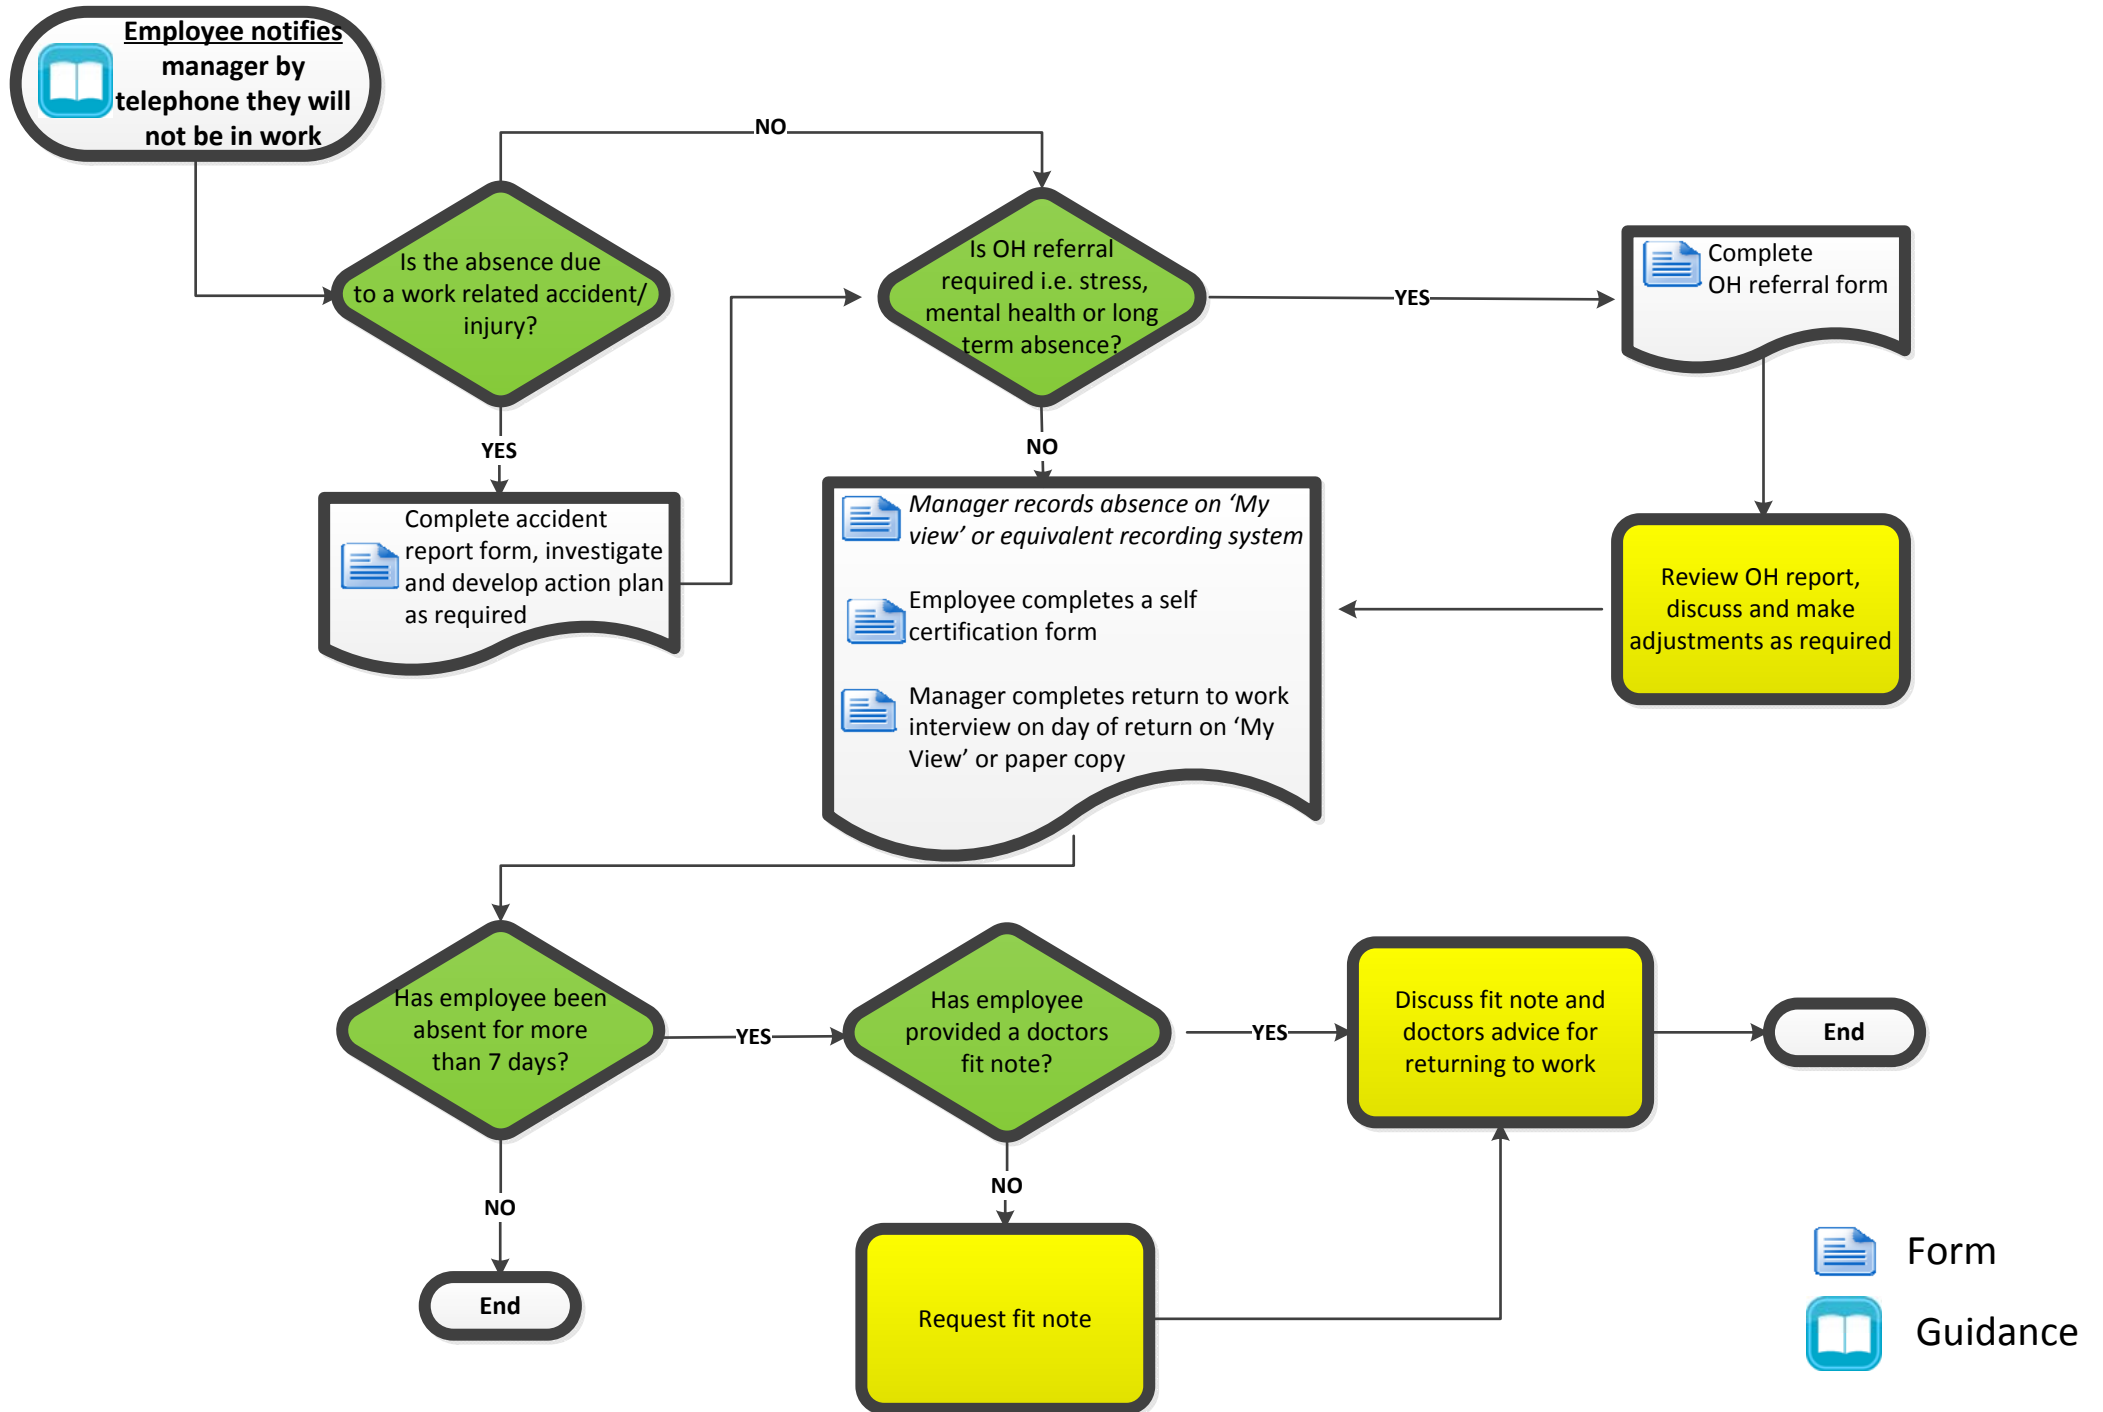 Employee notifies
manager by
telephone they will
not be in work
NO
Is the absence due
to a work related accident/
injury?
YES
Complete accident
report form, investigate
and develop action plan
as required
Is OH referral
required i.e. stress,
mental health or long
term absence?
YES
Complete
OH referral form
NO
Manager records absence on ‘My
view’ or equivalent recording system
Employee completes a self
certification form
Manager completes return to work
interview on day of return on ‘My
View’ or paper copy
Review OH report,
discuss and make
adjustments as required
Has employee been
absent for more
than 7 days?
YES
NO
End
Has employee
provided a doctors
fit note?
YES
NO
Request fit note
Discuss fit note and
doctors advice for
returning to work
End
Form
Guidance